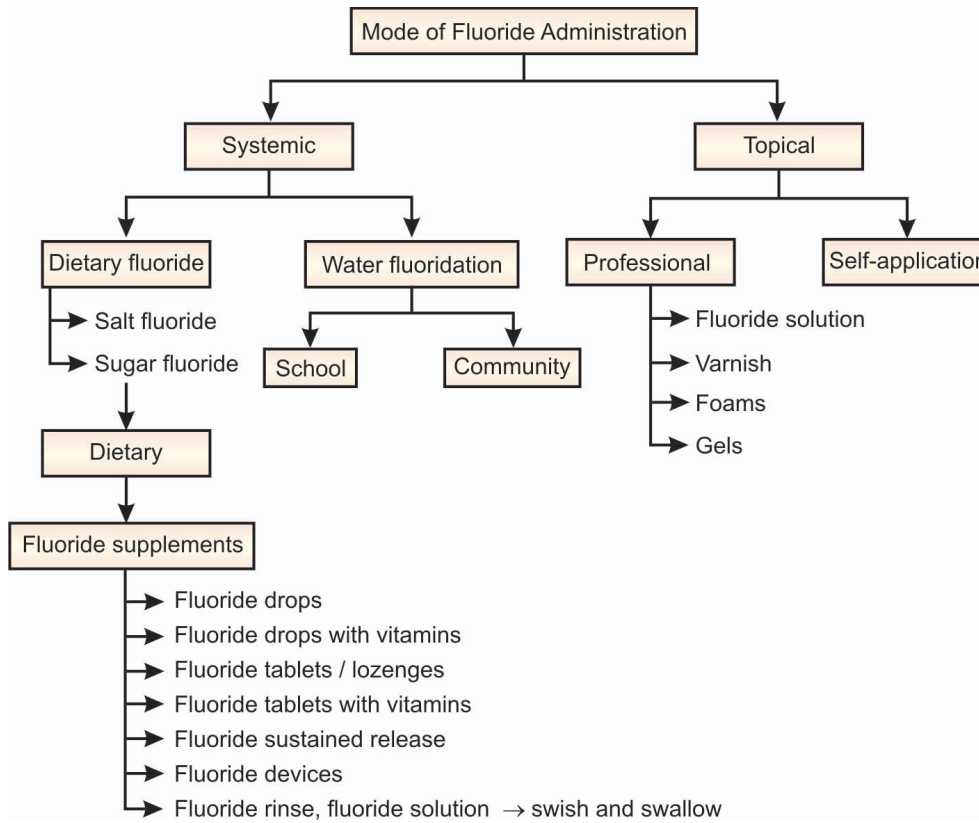 Mode of Fluoride Administration
Systemic
Topical
Dietary fluoride
Water fluoridation
Professional
Self-application
Salt fluoride
Sugar fluoride
School
Community
Fluoride solution
Varnish
Foams
Gels
Dietary
Fluoride supplements
Fluoride drops
Fluoride drops with vitamins
Fluoride tablets / lozenges
Fluoride tablets with vitamins
Fluoride sustained release
Fluoride devices
Fluoride rinse, fluoride solution → swish and swallow